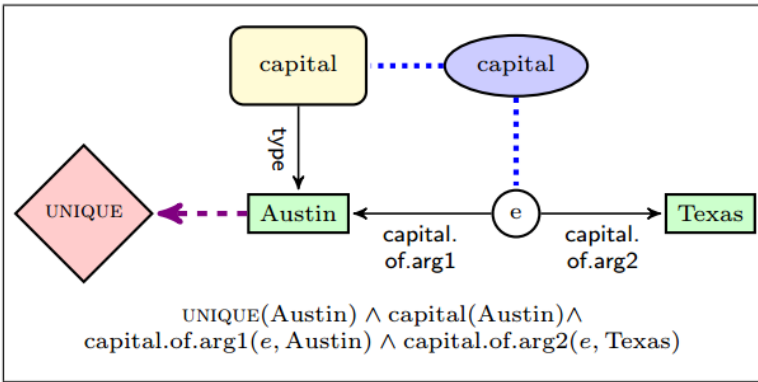 capital
capital
type
UNIQUE
Austin
e
Texas
capital.
of.arg1
capital.
of.arg2
UNIQUE(Austin) ∧ capital(Austin)∧
capital.of.arg1(e, Austin) ∧ capital.of.arg2(e, Texas)